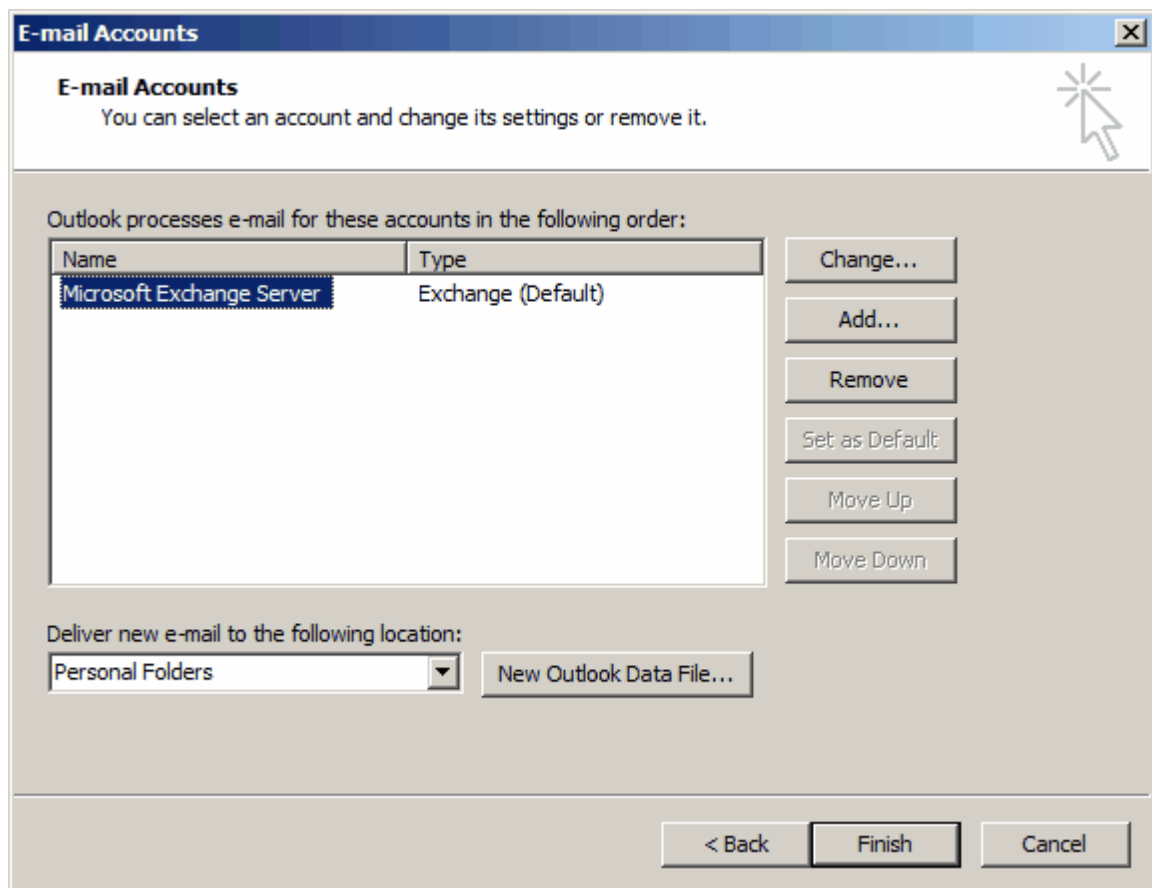 E-mail Accounts
E-mail Accounts
You can select an account and change its settings or remove it.
Outlook processes e-mail for these accounts in the following order:
Name Type
Microsoft Exchange Server Exchange (Default)
Change...
Add...
Remove
Set as Default
Move Up
Move Down
Deliver new e-mail to the following location:
Personal Folders
New Outlook Data File...
< Back Finish Cancel